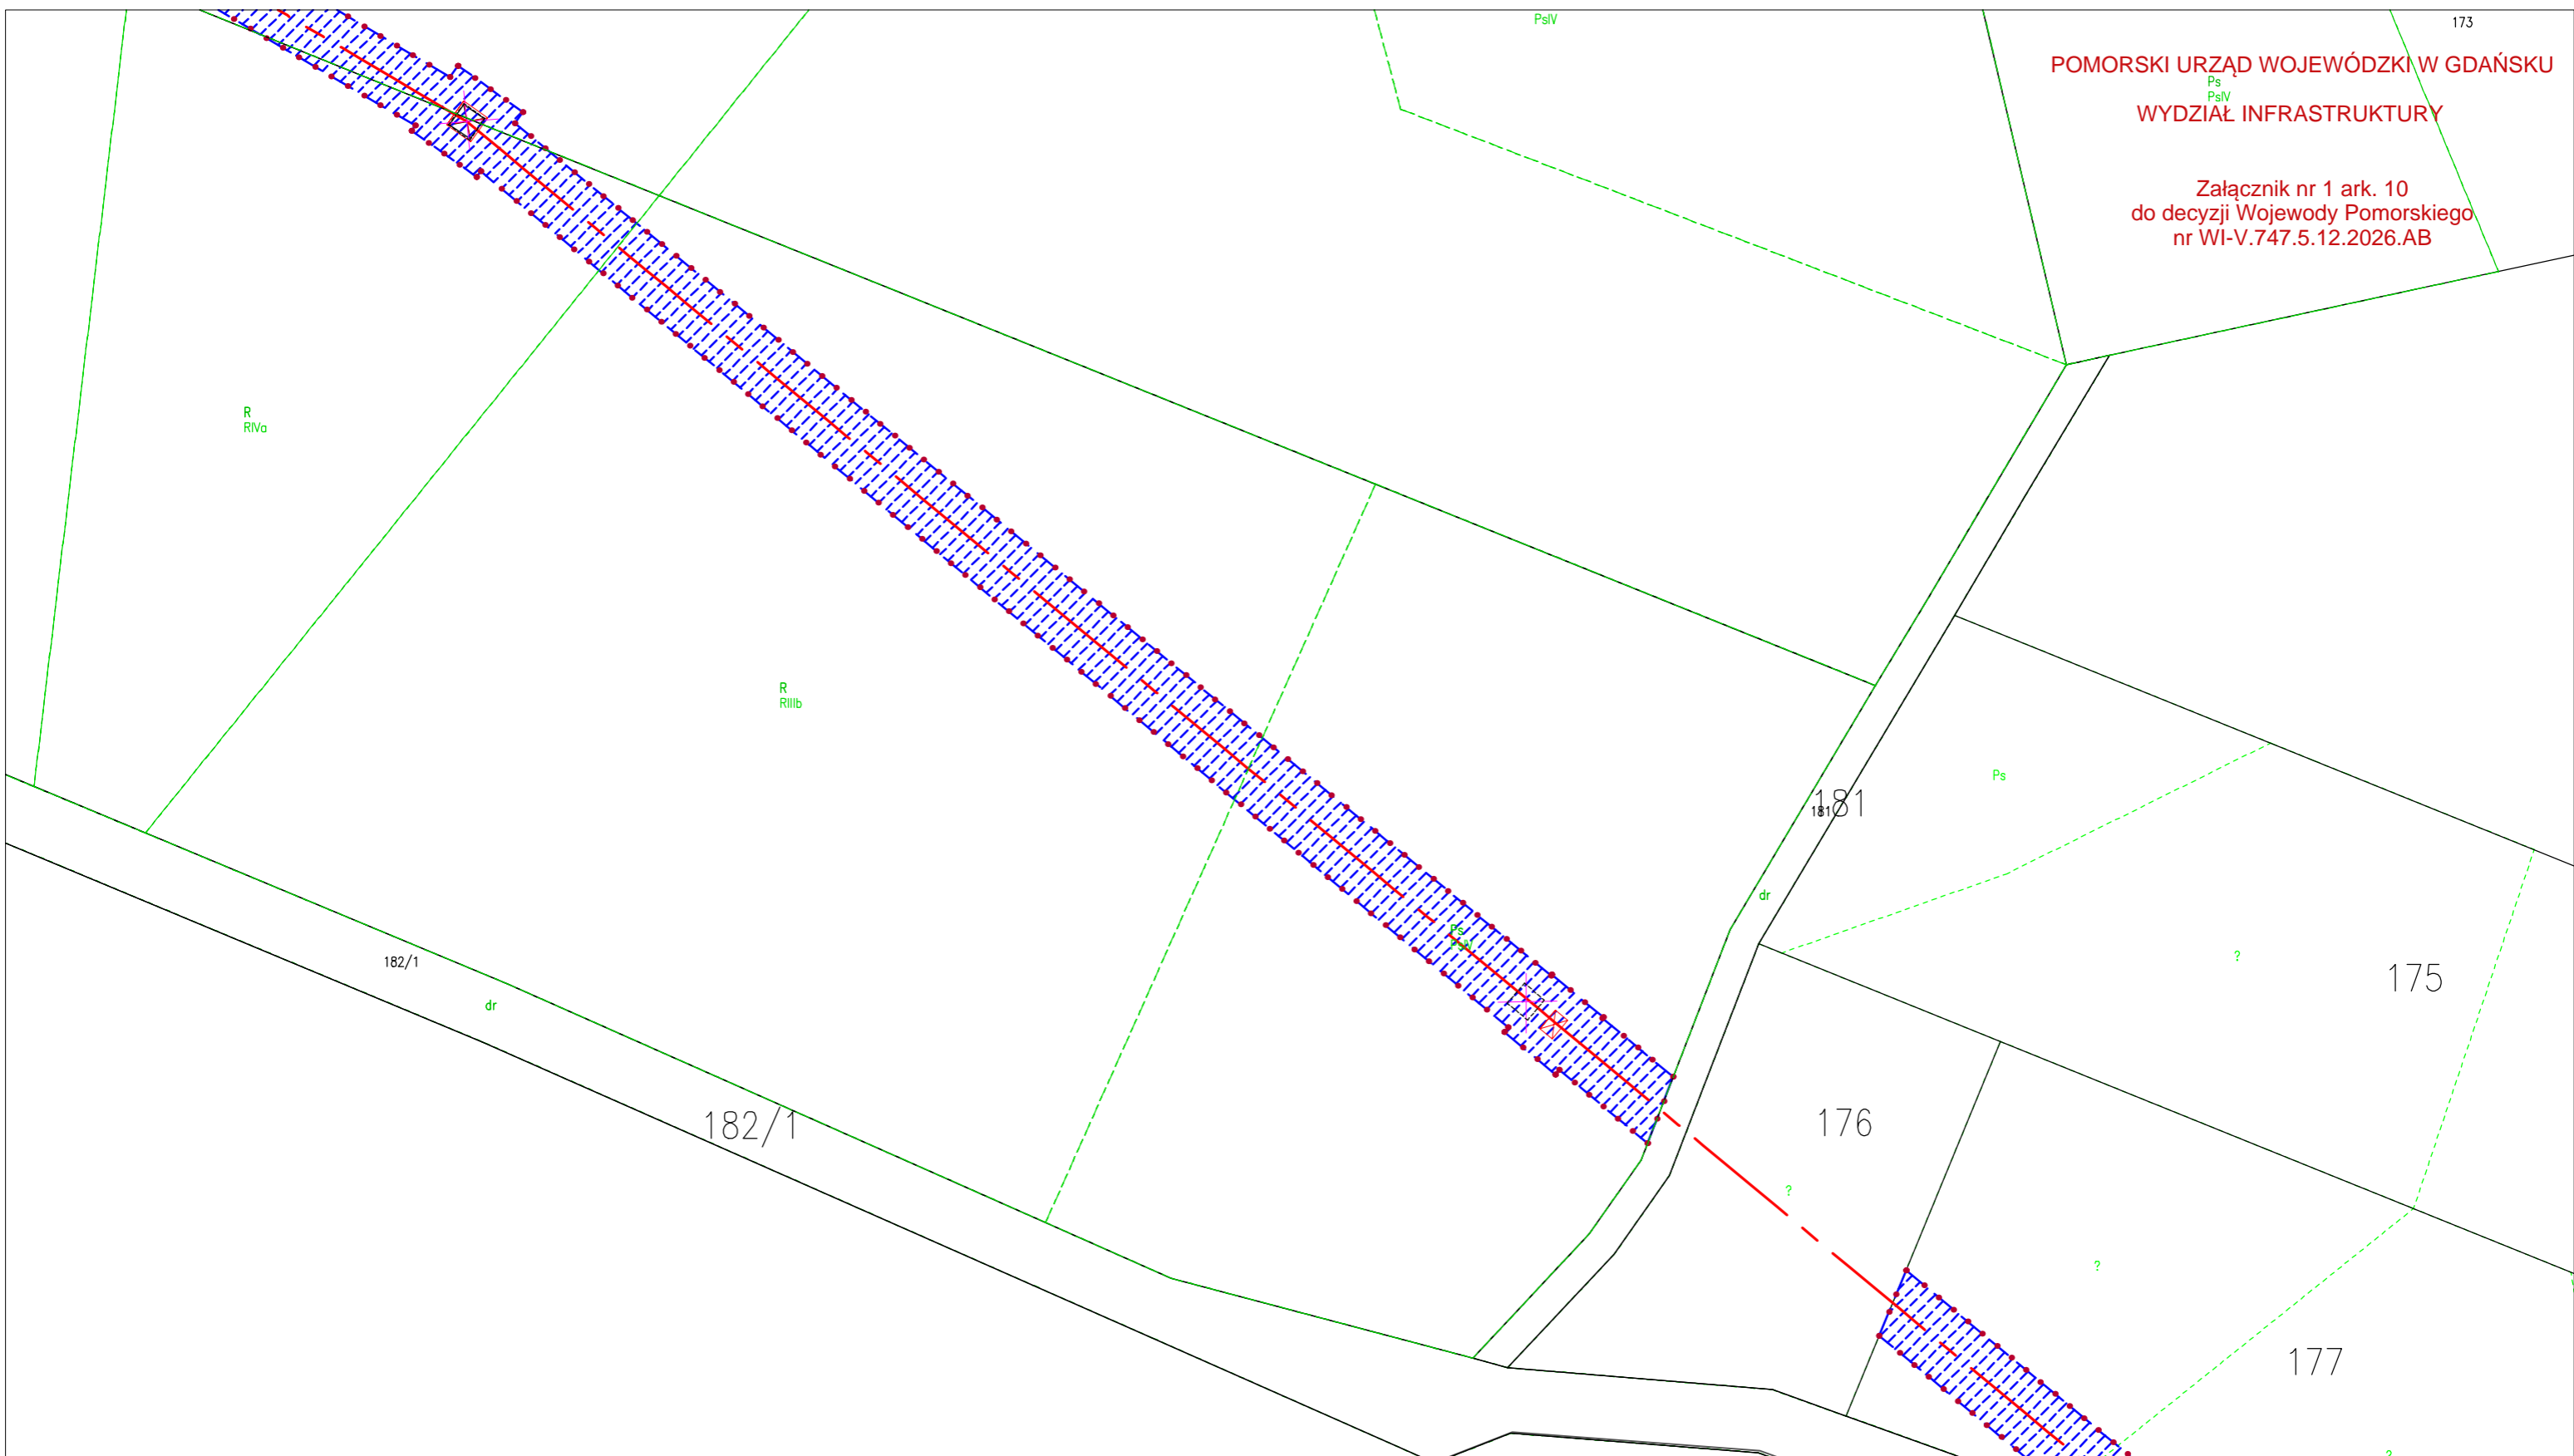 PsIV
173
POMORSKI URZĄD WOJEWÓDZKI W GDAŃSKU
Ps
PsIV
WYDZIAŁ INFRASTRUKTURY
Załącznik nr 1 ark. 10
do decyzji Wojewody Pomorskiego
nr WI-V.747.5.12.2026.AB
R
RIVa
R
RIIIb
Ps
181
181
dr
Ps
PsIV
?
175
182/1
dr
182/1
176
?
?
177
?